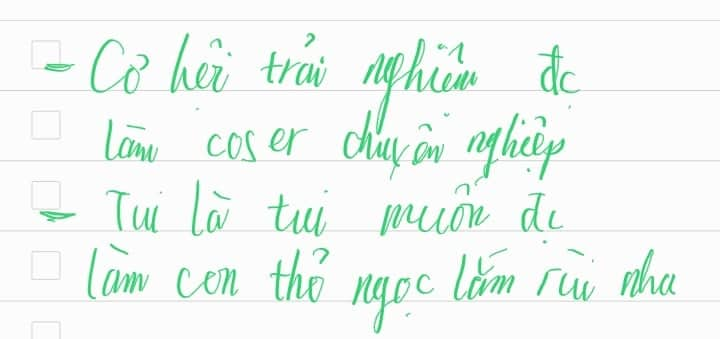 - Cơ hội trải nghiệm đc
làm coser chuyên nghiệp
- Tui là tui muốn đc
làm con thỏ ngọc lắm rùi nha